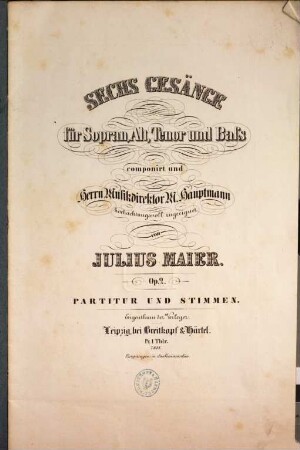 SECHS GESÄNGE
für Sopran, Alt, Tenor und Baſs
componirt und
Herrn Musikdirektor M. Hauptmann
hochachtungsvoll zugeeignet
von
JULIUS MAIER.
Op. 2.
PARTITUR UND STIMMEN.
Eigenthum der Verleger.
Leipzig, bei Breitkopf & Härtel.
Pr. 1 Thlr.